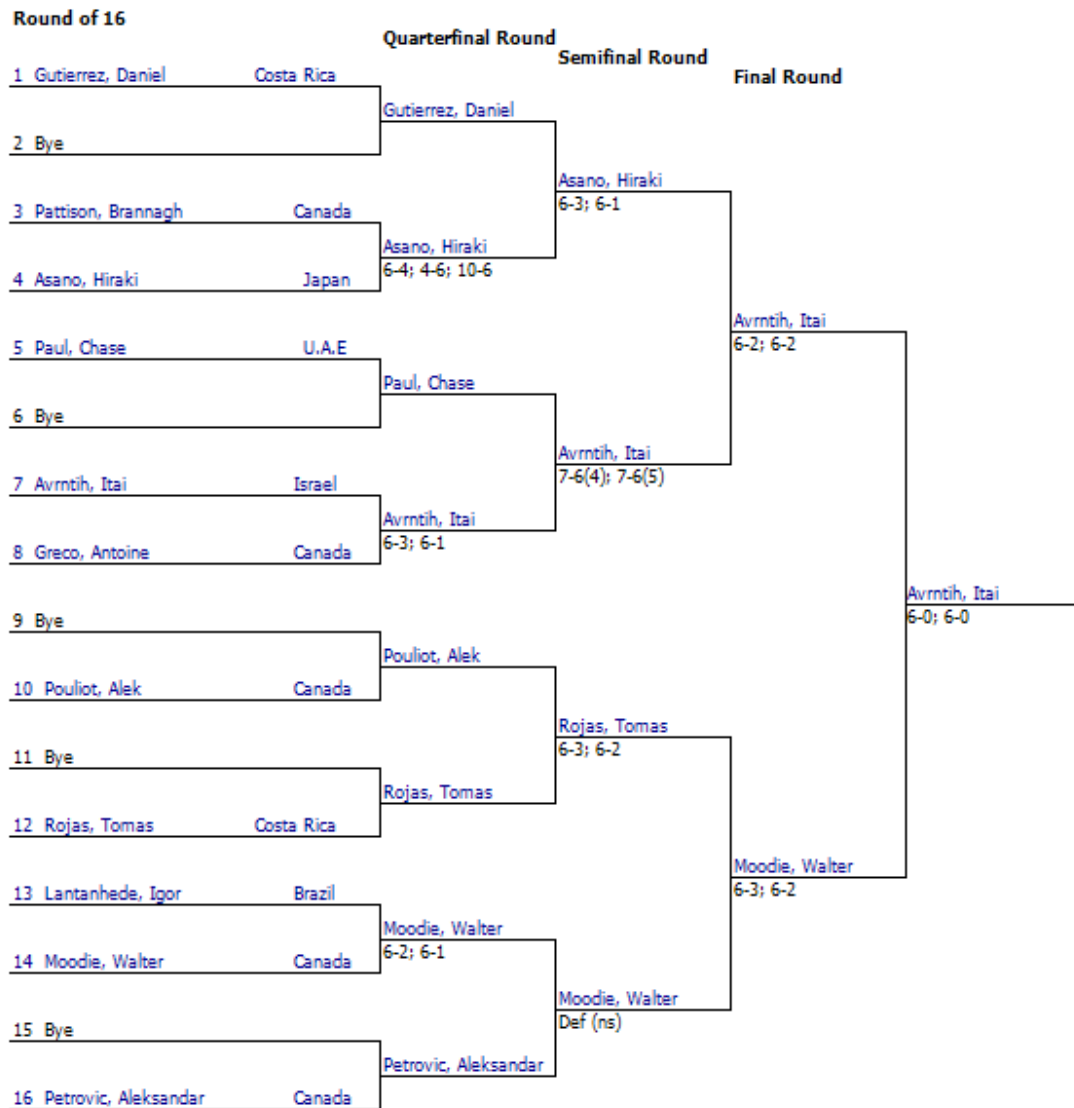 Round of 16
Quarterfinal Round
Semifinal Round
Final Round
1 Gutierrez, Daniel Costa Rica
Gutierrez, Daniel
2 Bye
Asano, Hiraki
6-3; 6-1
3 Pattison, Brannagh Canada
Asano, Hiraki
6-4; 4-6; 10-6
4 Asano, Hiraki Japan
Avrntih, Itai
6-2; 6-2
5 Paul, Chase U.A.E
Paul, Chase
6 Bye
Avrntih, Itai
7-6(4); 7-6(5)
7 Avrntih, Itai Israel
Avrntih, Itai
6-3; 6-1
8 Greco, Antoine Canada
Avrntih, Itai
6-0; 6-0
9 Bye
Pouliot, Alek
10 Pouliot, Alek Canada
Rojas, Tomas
6-3; 6-2
11 Bye
Rojas, Tomas
12 Rojas, Tomas Costa Rica
Moodie, Walter
6-3; 6-2
13 Lantanhede, Igor Brazil
Moodie, Walter
6-2; 6-1
14 Moodie, Walter Canada
Moodie, Walter
Def (ns)
15 Bye
Petrovic, Aleksandar
16 Petrovic, Aleksandar Canada